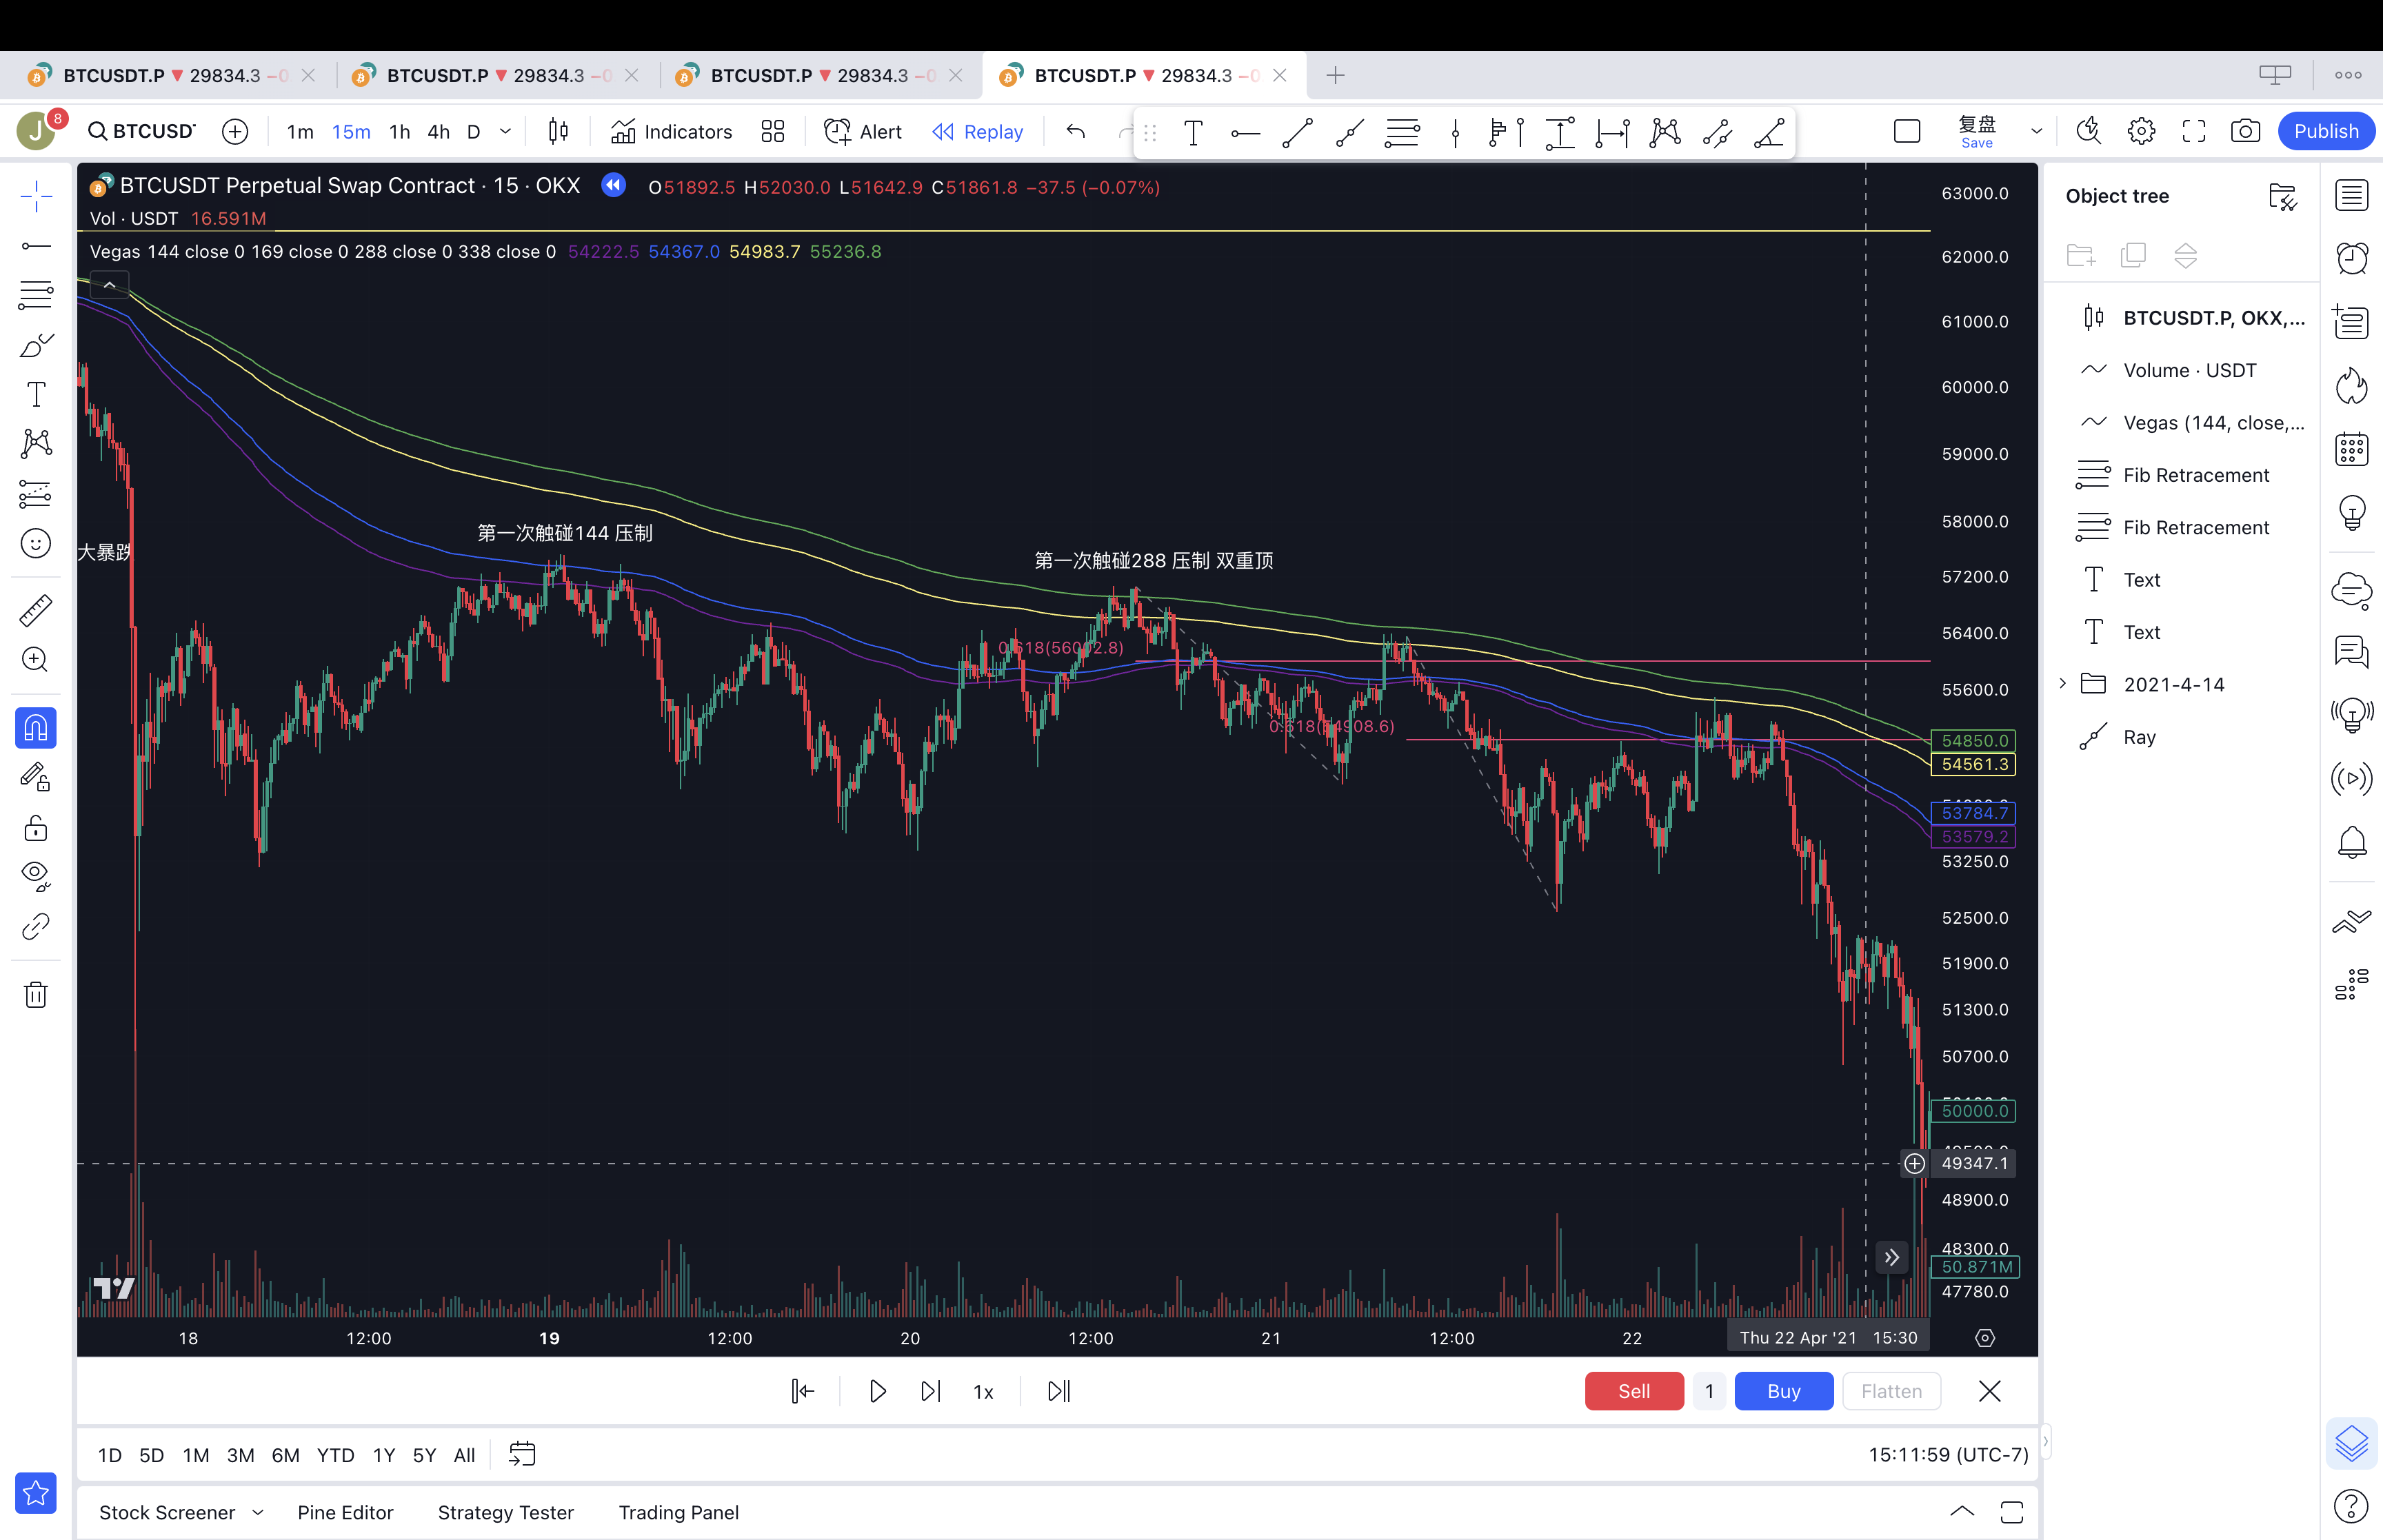 BTCUSDT.P ▼ 29834.3 −0
BTCUSDT.P ▼ 29834.3 −0
BTCUSDT.P ▼ 29834.3 −0
BTCUSDT.P ▼ 29834.3 −0
J
8
BTCUSD
1m 15m 1h 4h D
Indicators
Alert
Replay
复盘
Save
Publish
BTCUSDT Perpetual Swap Contract · 15 · OKX
O51892.5 H52030.0 L51642.9 C51861.8 −37.5 (−0.07%)
Vol · USDT 16.591M
Vegas 144 close 0 169 close 0 288 close 0 338 close 0 54222.5 54367.0 54983.7 55236.8
大暴跌
第一次触碰144 压制
第一次触碰288 压制 双重顶
0.618(56002.8)
0.618(54908.6)
63000.0
62000.0
61000.0
60000.0
59000.0
58000.0
57200.0
56400.0
55600.0
54850.0
54561.3
53784.7
53579.2
53250.0
52500.0
51900.0
51300.0
50700.0
50000.0
49347.1
48900.0
48300.0
50.871M
47780.0
18 12:00 19 12:00 20 12:00 21 12:00 22
Thu 22 Apr '21 15:30
Object tree
BTCUSDT.P, OKX,...
Volume · USDT
Vegas (144, close,...
Fib Retracement
Fib Retracement
Text
Text
2021-4-14
Ray
1x
Sell 1 Buy Flatten
1D 5D 1M 3M 6M YTD 1Y 5Y All
15:11:59 (UTC-7)
Stock Screener Pine Editor Strategy Tester Trading Panel